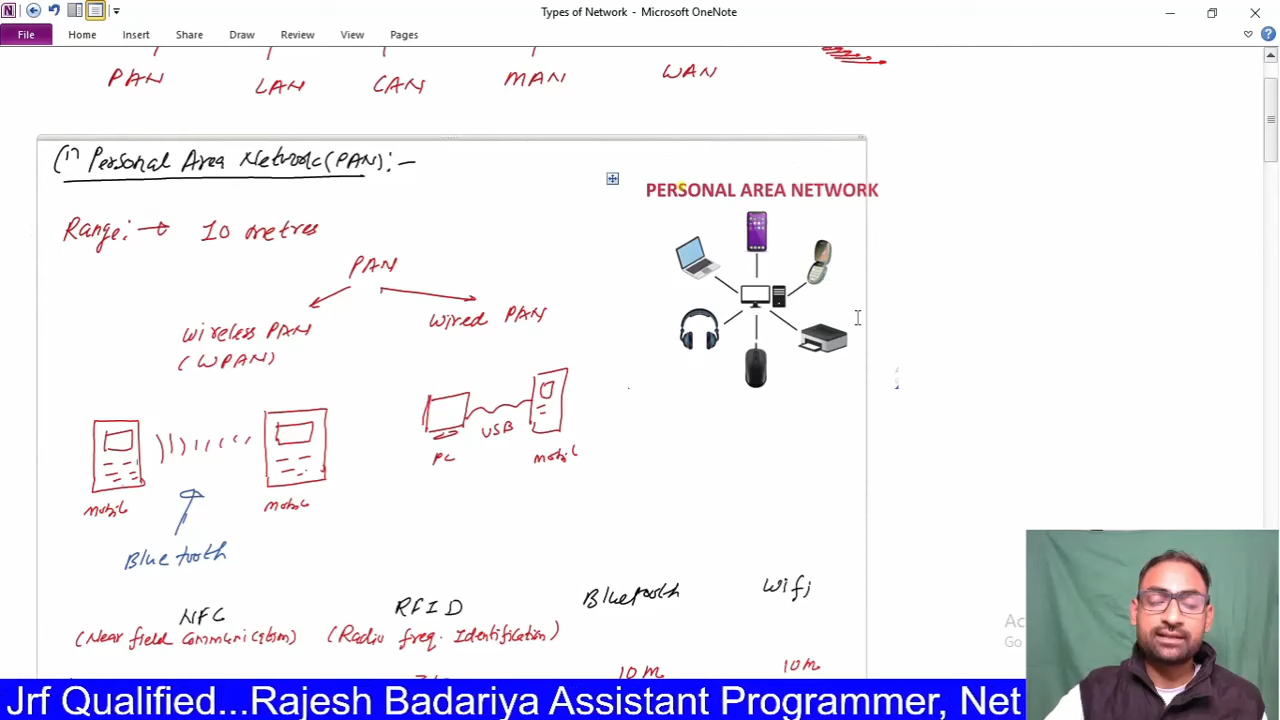 Types of Network - Microsoft OneNote
File Home Insert Share Draw Review View Pages
PAN LAN CAN MAN WAN
(1) Personal Area Network(PAN):-
PERSONAL AREA NETWORK
Range: → 10 metres
PAN
Wireless PAN
(WPAN)
Wired PAN
USB
PC
Mobile
Mobile
Mobile
Bluetooth
NFC
(Near field Communication)
RFID
(Radio freq. Identification)
Bluetooth
Wifi
10 m
10 m
Jrf Qualified...Rajesh Badariya Assistant Programmer, Net